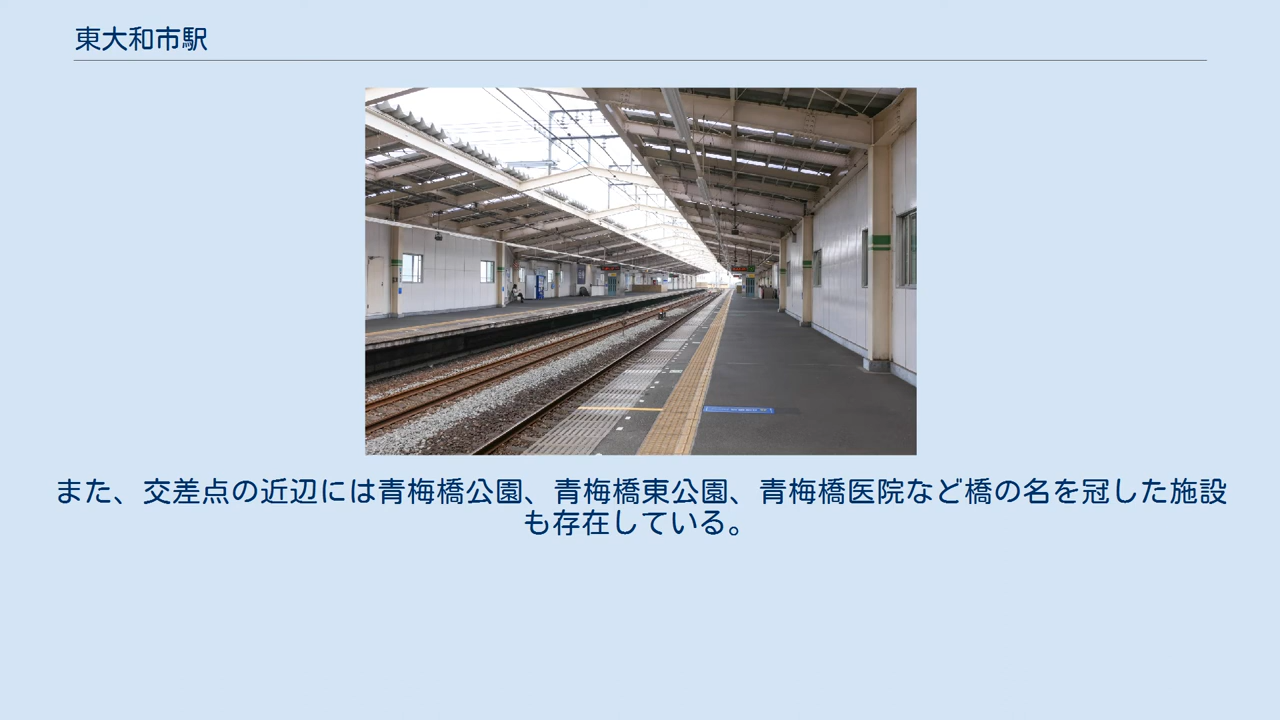 東大和市駅
また、交差点の近辺には青梅橋公園、青梅橋東公園、青梅橋医院など橋の名を冠した施設
も存在している。